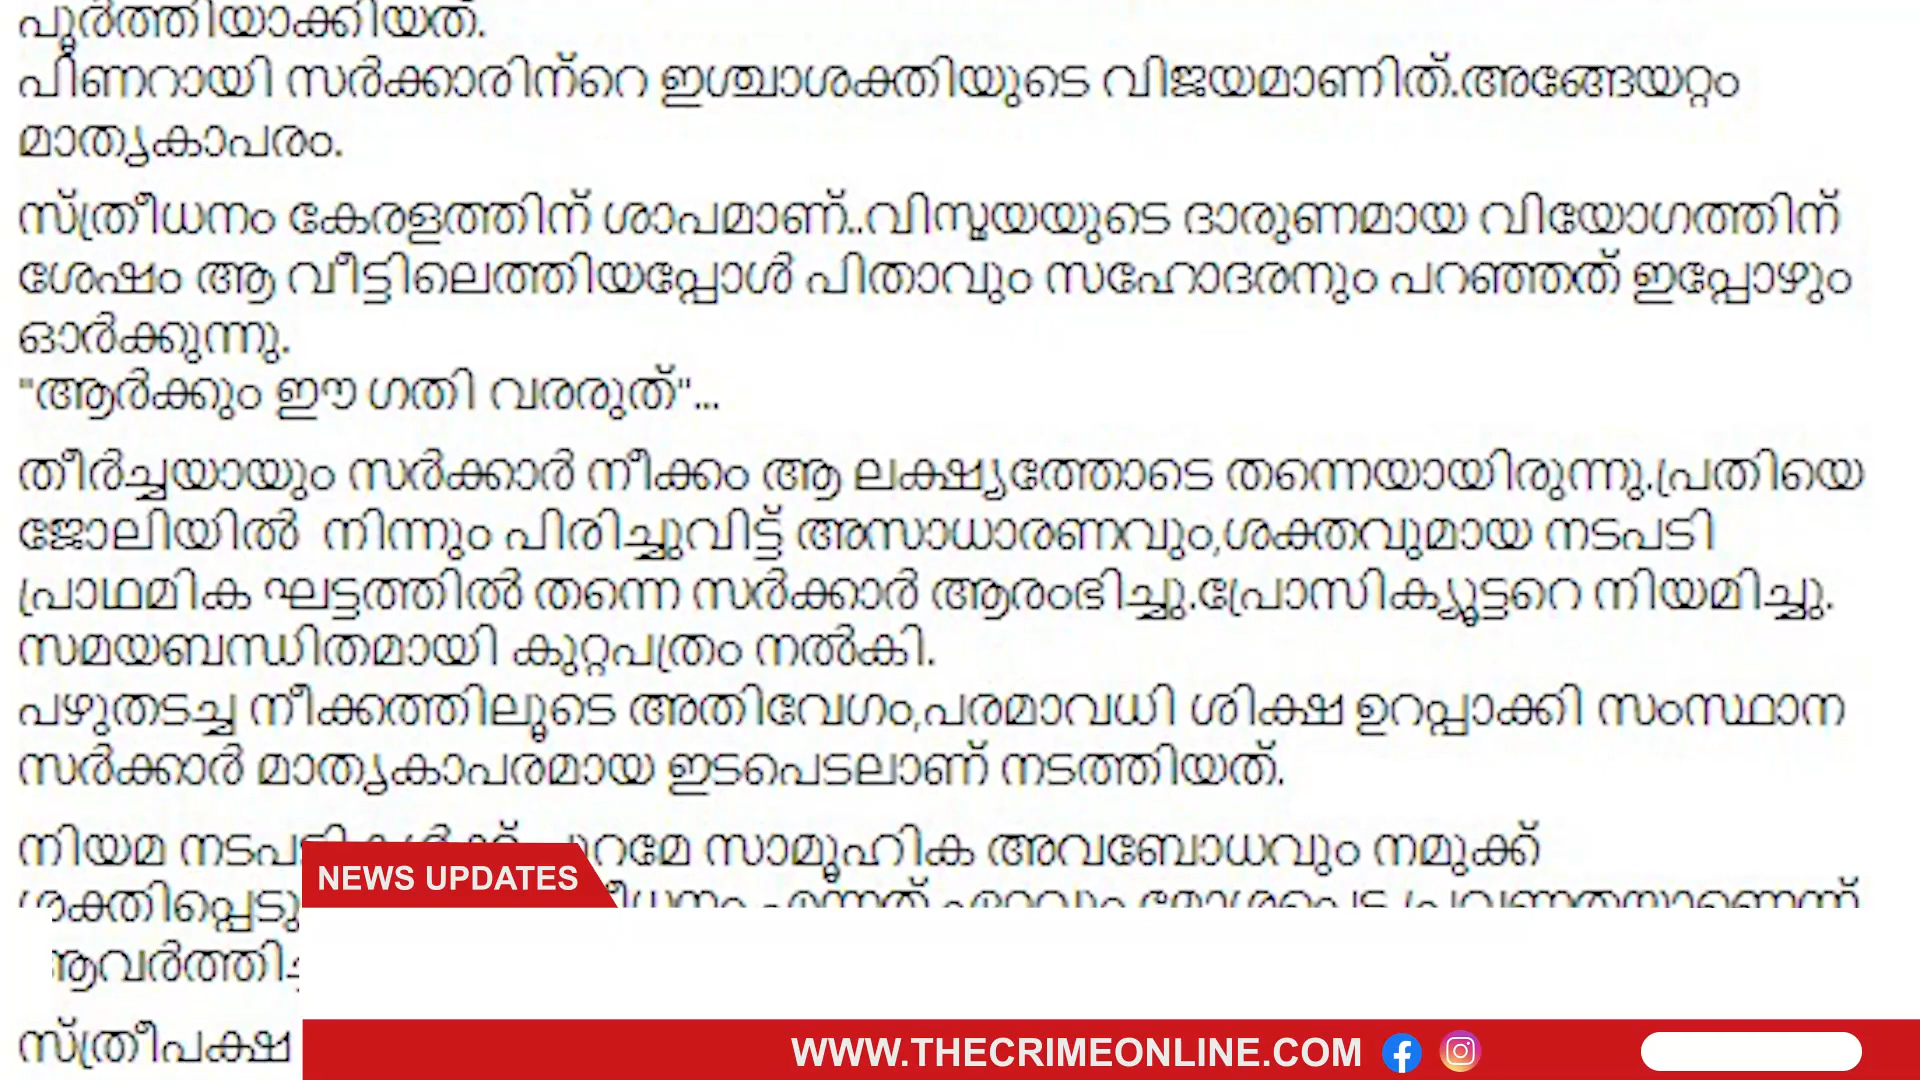 പൂർത്തിയാക്കിയത്.
പിണറായി സർക്കാരിന്റെ ഇശ്ചാശക്തിയുടെ വിജയമാണിത്.അങ്ങേയറ്റം
മാതൃകാപരം.
സ്ത്രീധനം കേരളത്തിന് ശാപമാണ്..വിസ്മയയുടെ ദാരുണമായ വിയോഗത്തിന്
ശേഷം ആ വീട്ടിലെത്തിയപ്പോൾ പിതാവും സഹോദരനും പറഞ്ഞത് ഇപ്പോഴും
ഓർക്കുന്നു.
"ആർക്കും ഈ ഗതി വരരുത്"...
തീർച്ചയായും സർക്കാർ നീക്കം ആ ലക്ഷ്യത്തോടെ തന്നെയായിരുന്നു.പ്രതിയെ
ജോലിയിൽ നിന്നും പിരിച്ചുവിട്ട് അസാധാരണവും,ശക്തവുമായ നടപടി
പ്രാഥമിക ഘട്ടത്തിൽ തന്നെ സർക്കാർ ആരംഭിച്ചു.പ്രോസിക്യൂട്ടറെ നിയമിച്ചു.
സമയബന്ധിതമായി കുറ്റപത്രം നൽകി.
പഴുതടച്ച നീക്കത്തിലൂടെ അതിവേഗം,പരമാവധി ശിക്ഷ ഉറപ്പാക്കി സംസ്ഥാന
സർക്കാർ മാതൃകാപരമായ ഇടപെടലാണ് നടത്തിയത്.
നിയമ സാമൂഹിക അവബോധവും നമുക്ക്
സ്ത്രീപക്ഷ
NEWS UPDATES
WWW.THECRIMEONLINE.COM